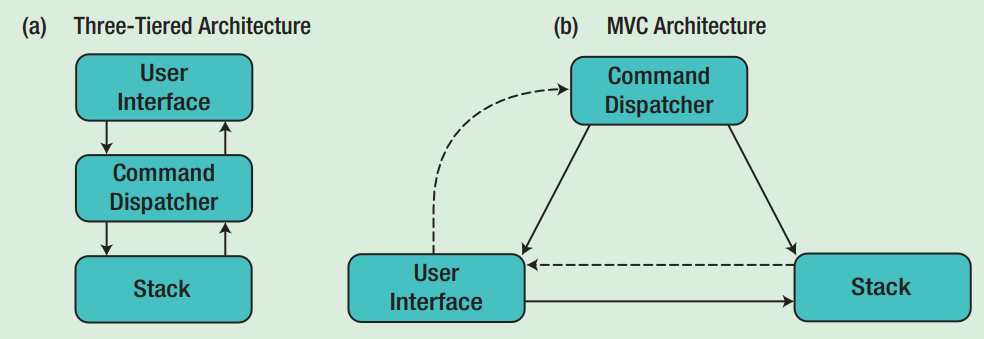 (a) Three-Tiered Architecture
User
Interface
Command
Dispatcher
Stack
(b) MVC Architecture
Command
Dispatcher
User
Interface
Stack